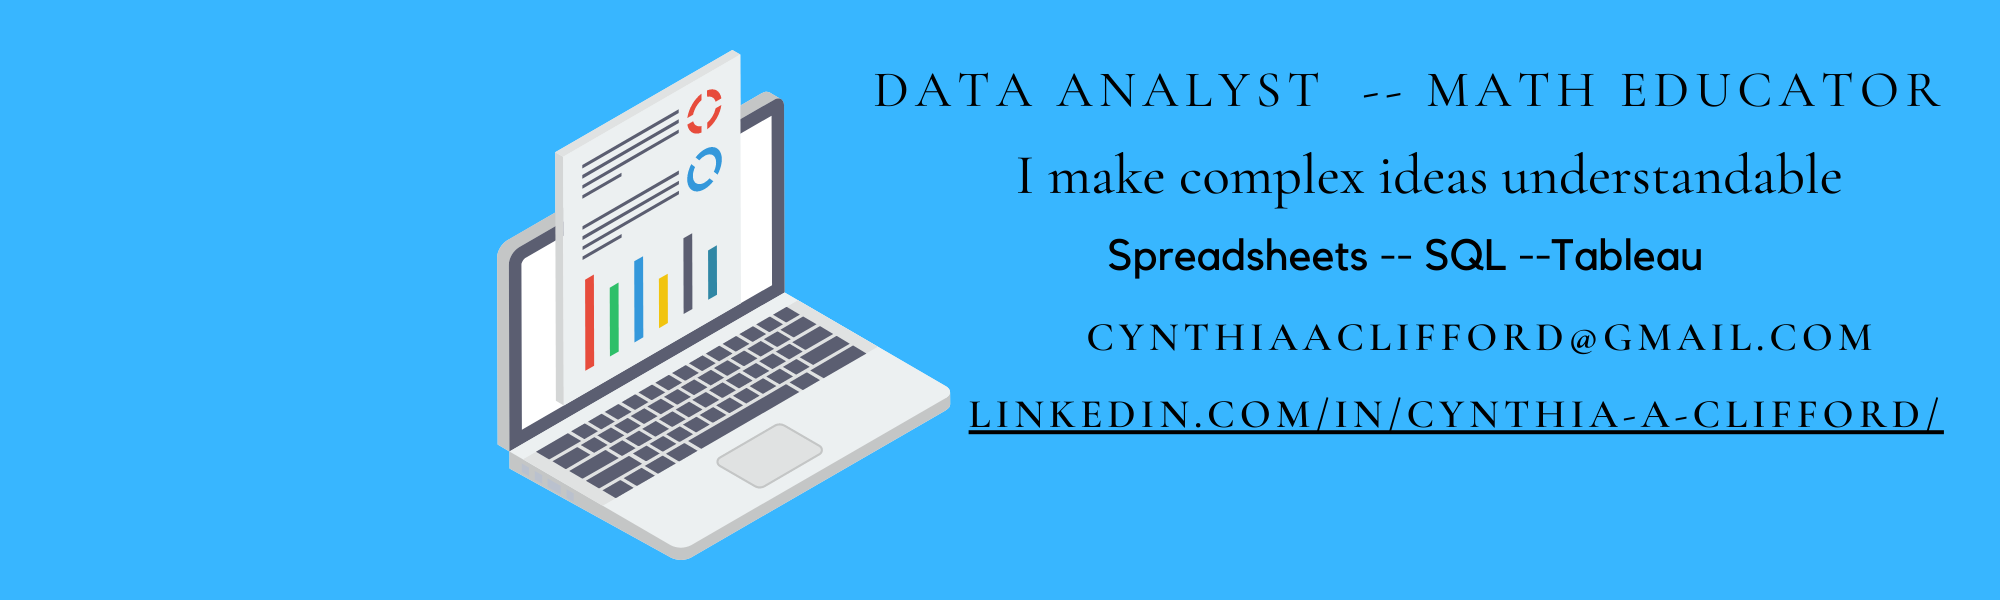 DATA ANALYST -- MATH EDUCATOR
I make complex ideas understandable
Spreadsheets -- SQL --Tableau
CYNTHIAACLIFFORD@GMAIL.COM
LINKEDIN.COM/IN/CYNTHIA-A-CLIFFORD/